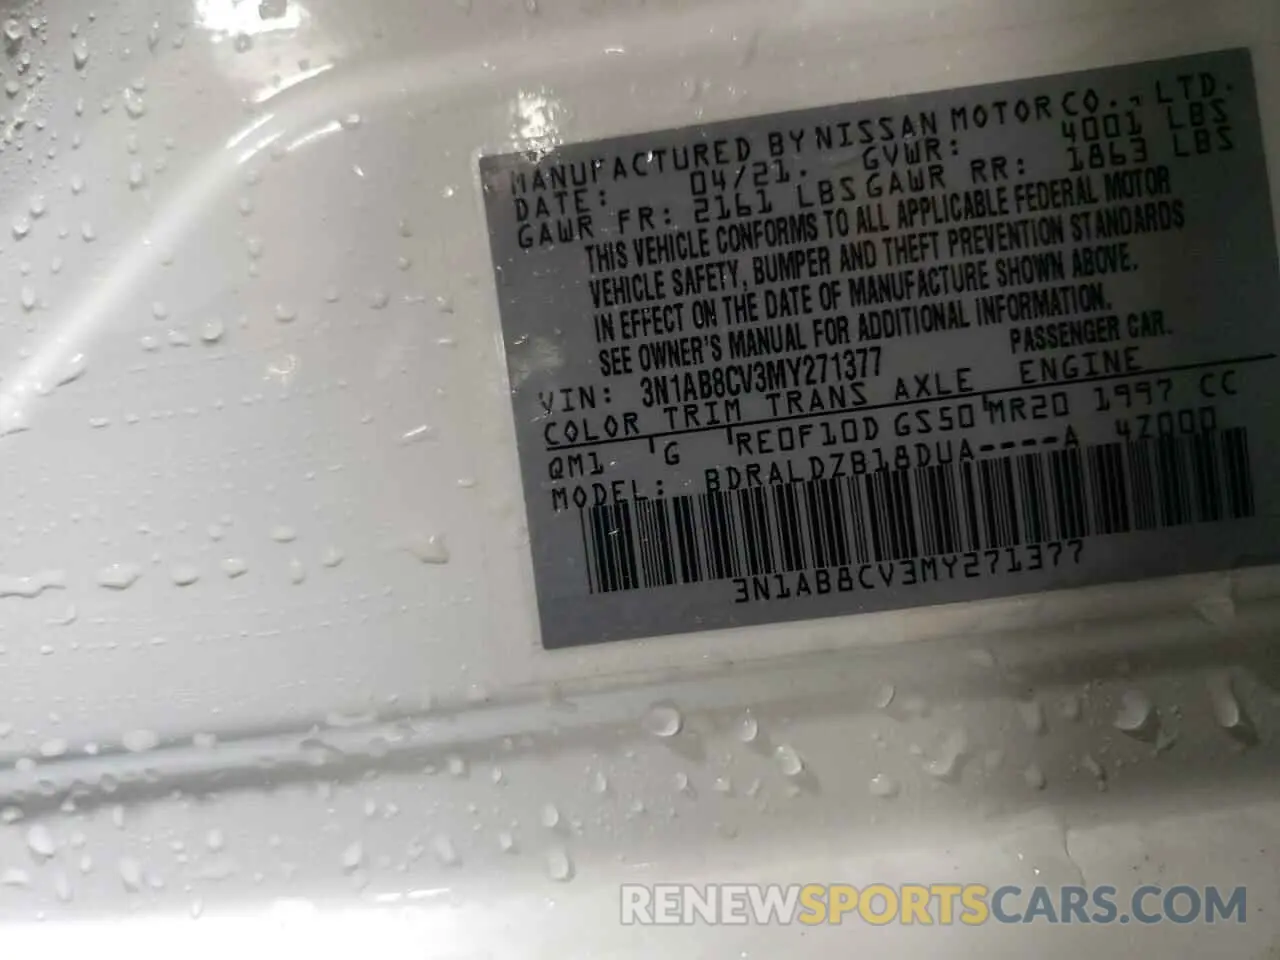 MANUFACTURED BY NISSAN MOTOR CO., LTD.
DATE: 04/21. GVWR: 4001 LBS
GAWR FR: 2161 LBS GAWR RR: 1863 LBS
THIS VEHICLE CONFORMS TO ALL APPLICABLE FEDERAL MOTOR
VEHICLE SAFETY, BUMPER AND THEFT PREVENTION STANDARDS
IN EFFECT ON THE DATE OF MANUFACTURE SHOWN ABOVE.
SEE OWNER'S MANUAL FOR ADDITIONAL INFORMATION.
VIN: 3N1AB8CV3MY271377 PASSENGER CAR.
COLOR TRIM TRANS AXLE ENGINE
QM1 G RE0F10D GS50 MR20 1997 CC
MODEL: BDRALDZB18DUA----A 4Z000
3N1AB8CV3MY271377
RENEWSPORTSCARS.COM